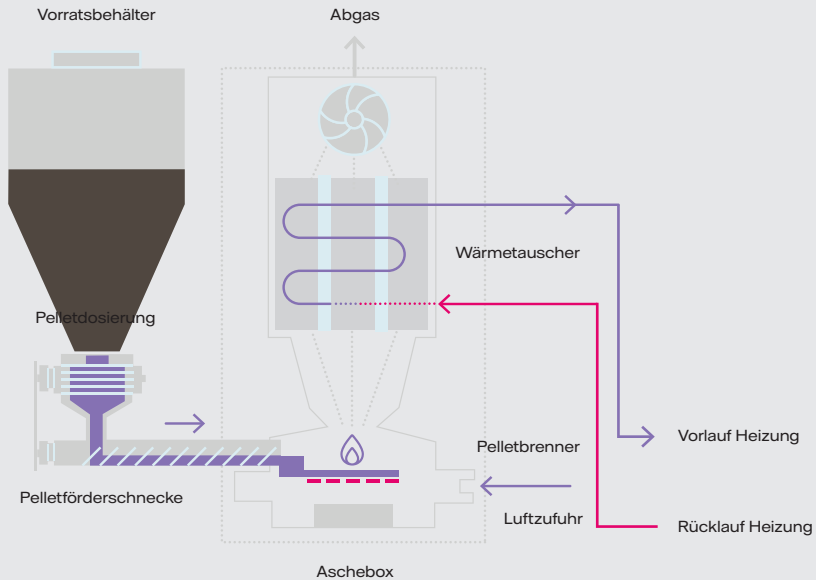 Vorratsbehälter
Abgas
Wärmetauscher
Pelletdosierung
Vorlauf Heizung
Pelletbrenner
Pelletförderschnecke
Luftzufuhr
Rücklauf Heizung
Aschebox